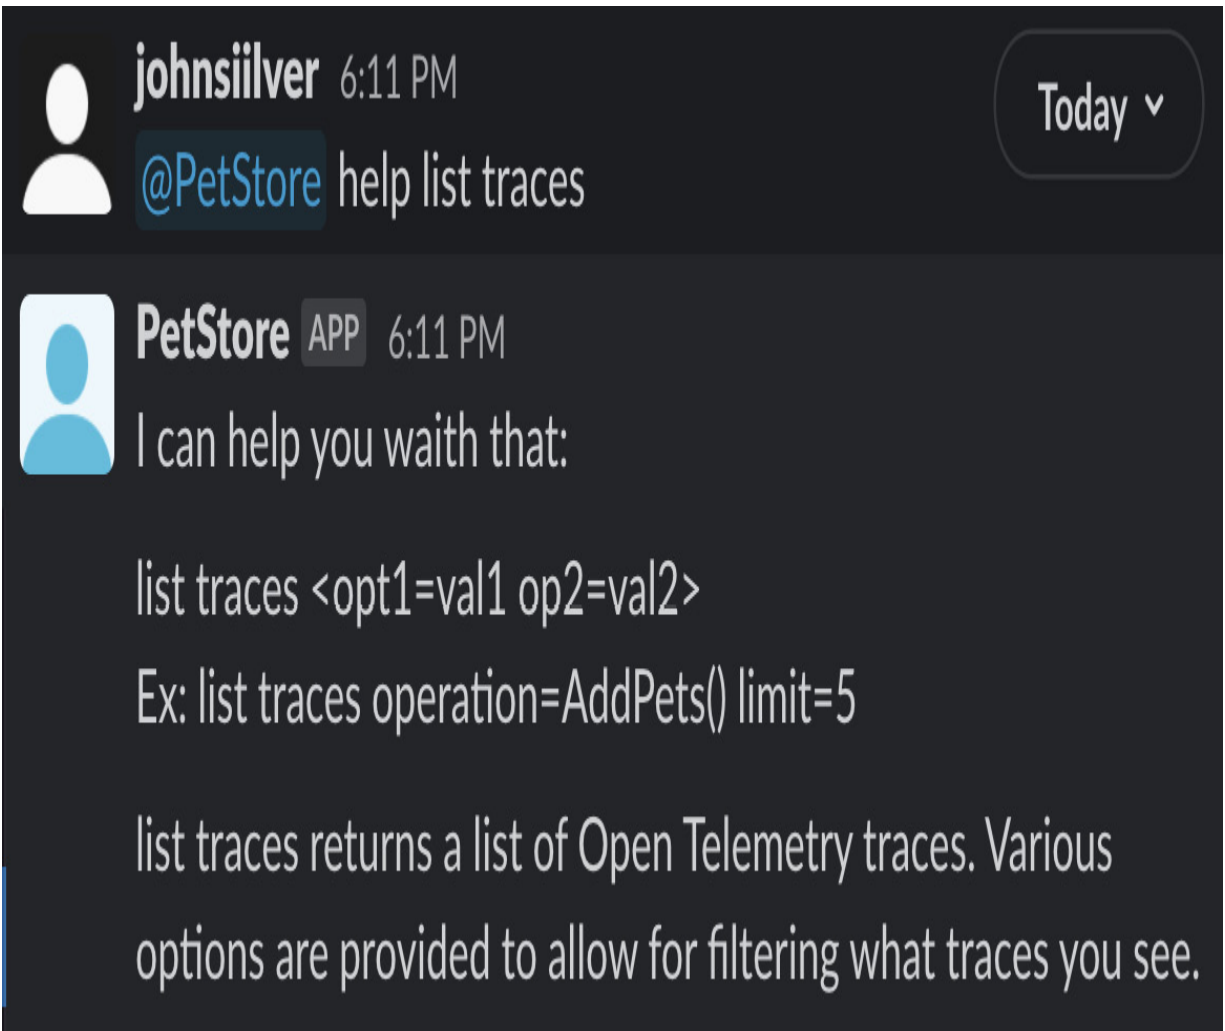 johnsiilver 6:11 PM
Today
@PetStore help list traces
PetStore APP 6:11 PM
I can help you waith that:
list traces <opt1=val1 op2=val2>
Ex: list traces operation=AddPets() limit=5
list traces returns a list of Open Telemetry traces. Various
options are provided to allow for filtering what traces you see.